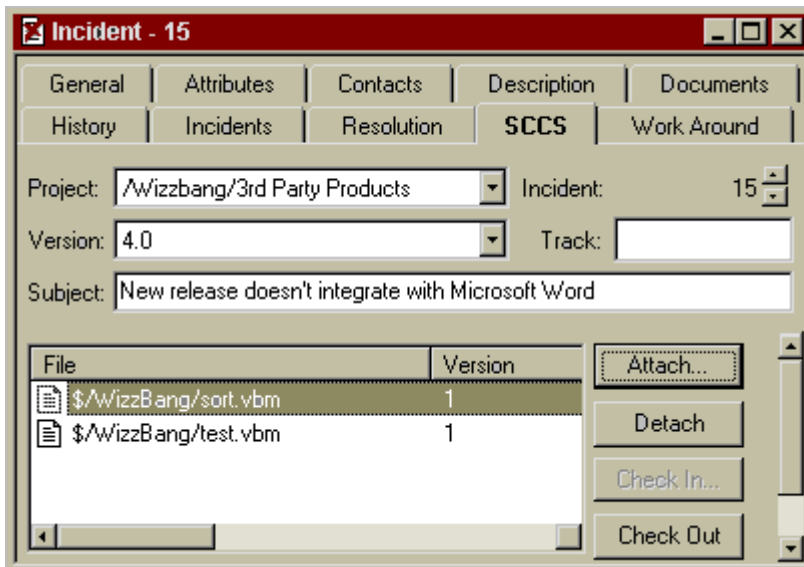 Incident - 15
General Attributes Contacts Description Documents
History Incidents Resolution SCCS Work Around
Project: /Wizzbang/3rd Party Products Incident: 15
Version: 4.0 Track:
Subject: New release doesn't integrate with Microsoft Word
File Version Attach...
$/WizzBang/sort.vbm 1
$/WizzBang/test.vbm 1 Detach
Check In...
Check Out